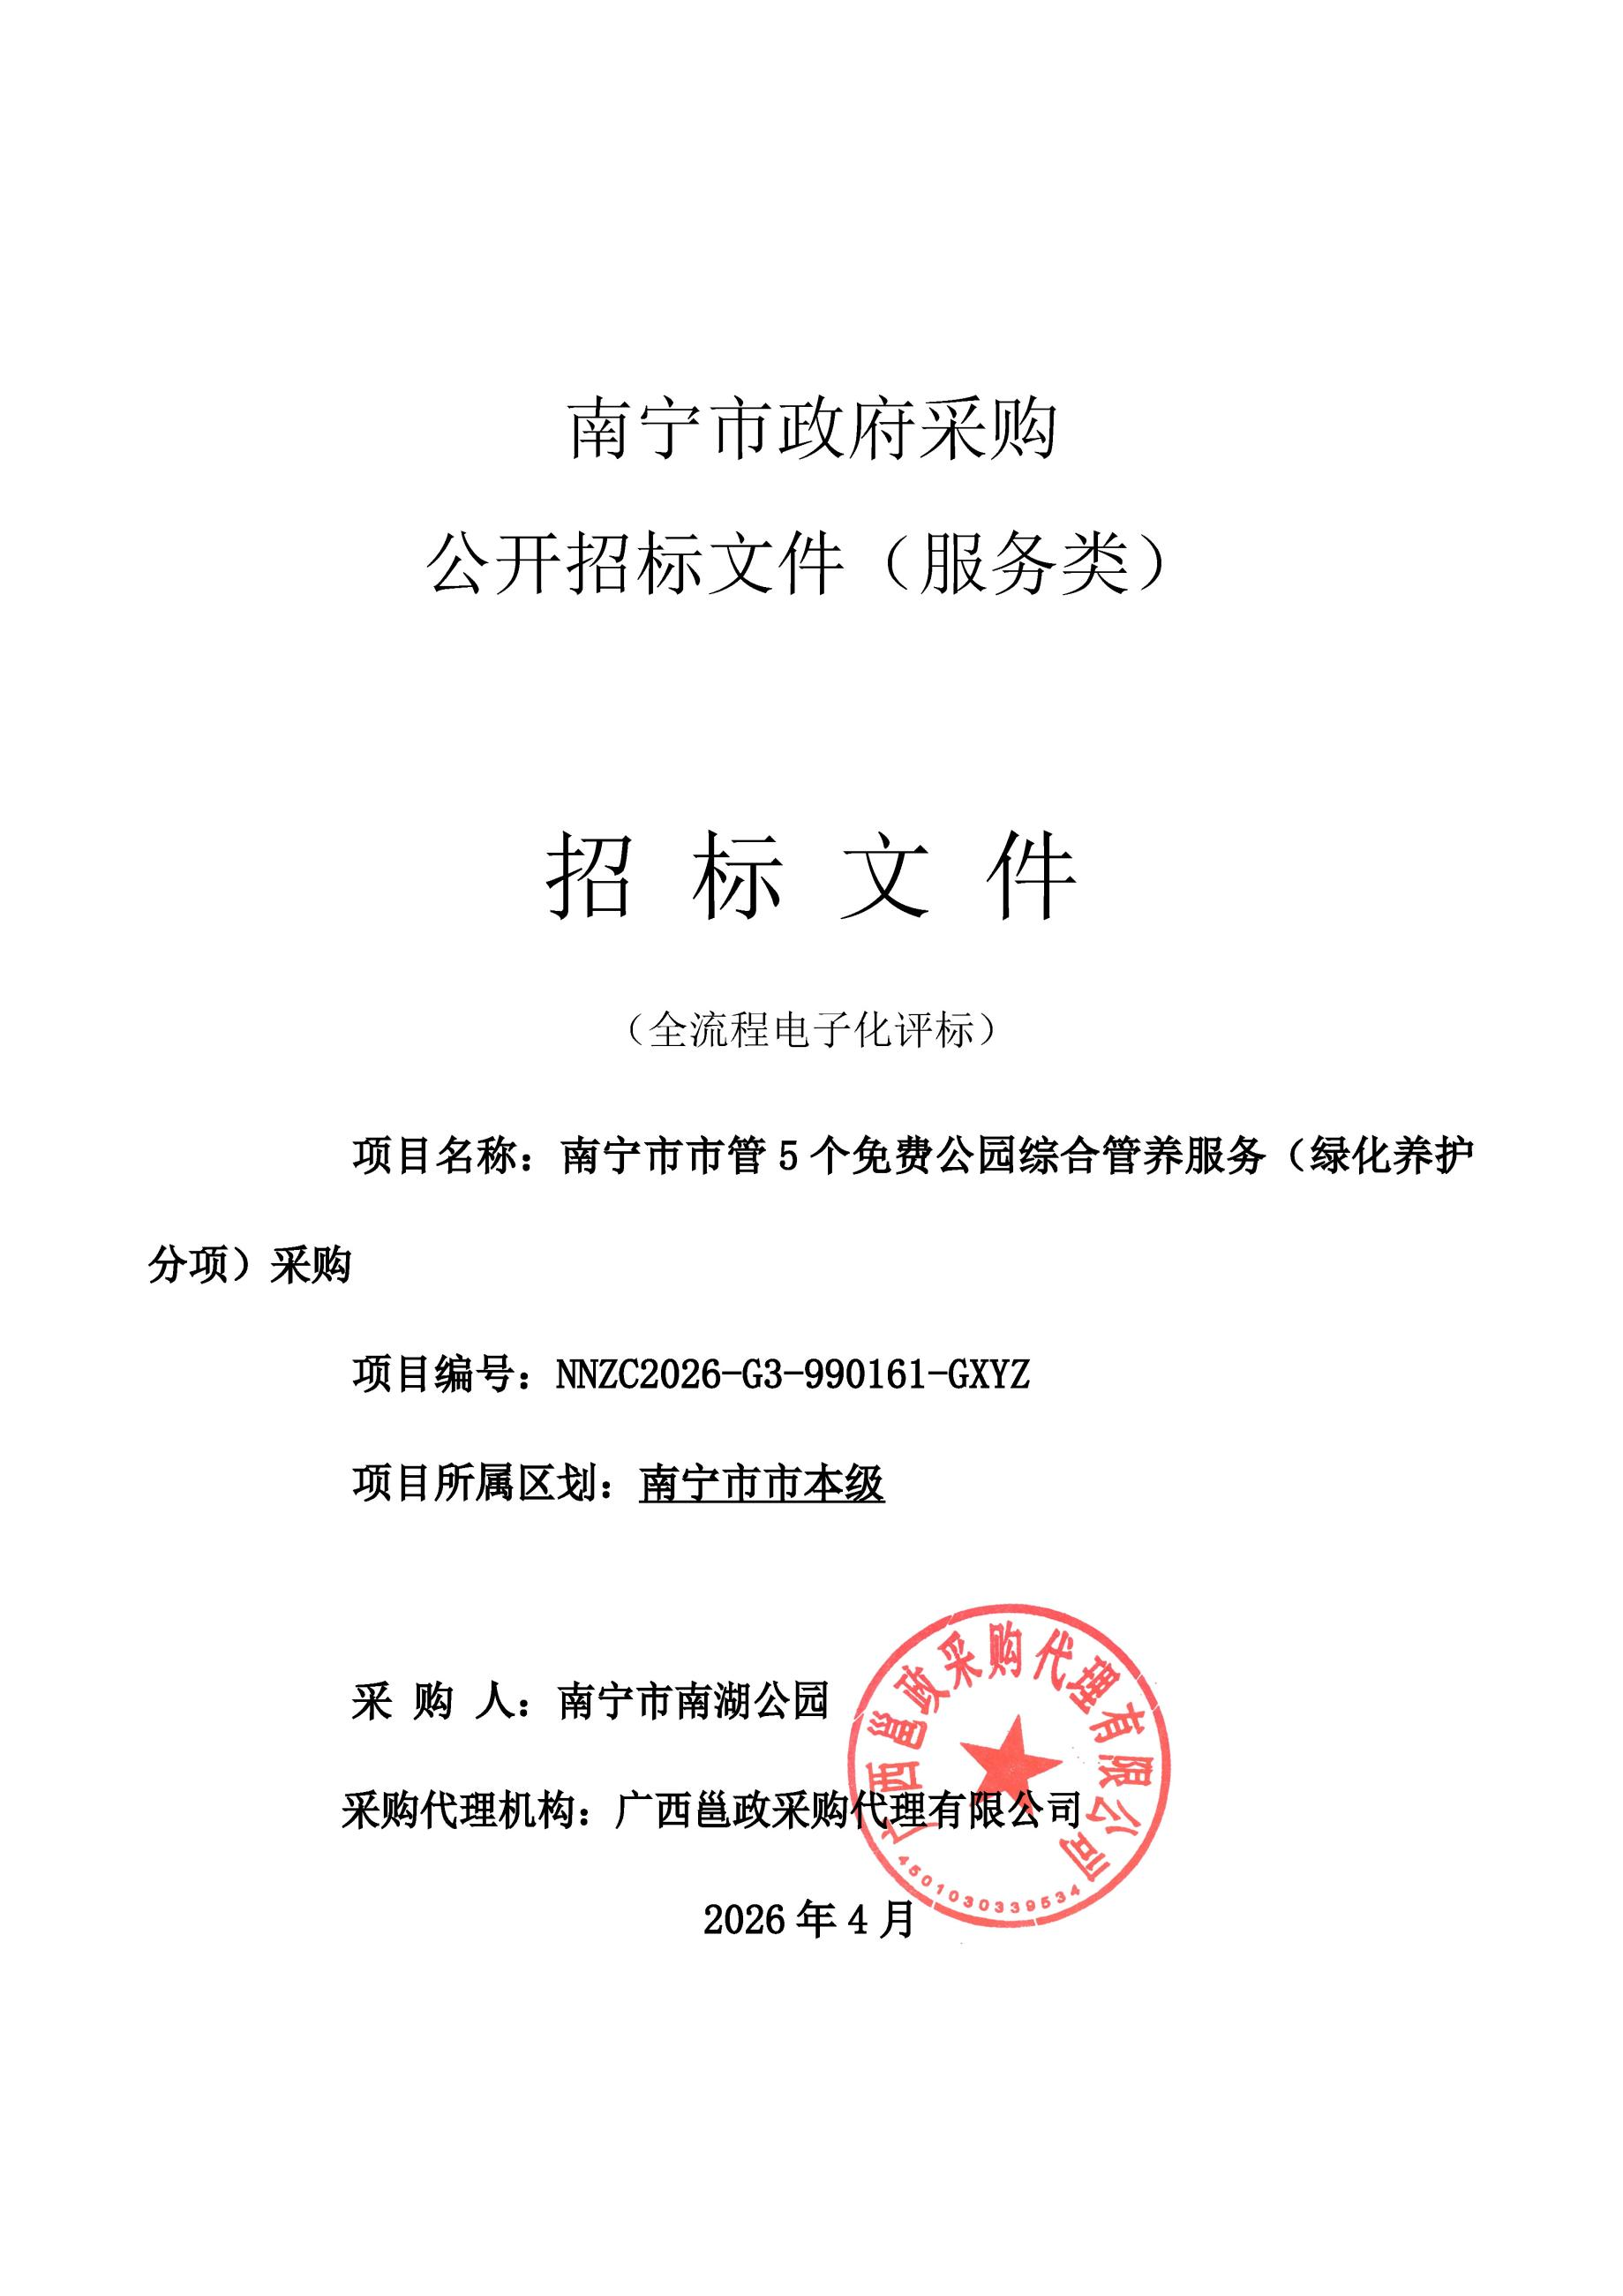 南宁市政府采购
公开招标文件（服务类）
招 标 文 件
（全流程电子化评标）
项目名称：南宁市市管 5 个免费公园综合管养服务（绿化养护
分项）采购
项目编号：NNZC2026-G3-990161-GXYZ
项目所属区划：南宁市市本级
采 购 人：南宁市南湖公园
采购代理机构：广西邕政采购代理有限公司
2026 年 4 月
广西邕政采购代理有限公司
4501030339534